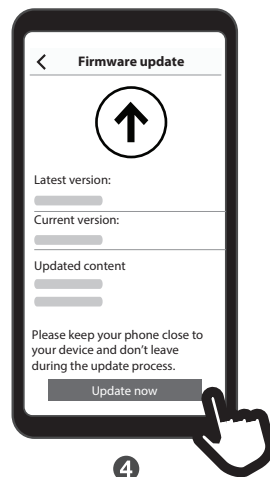 Firmware update
Latest version:
Current version:
Updated content
Please keep your phone close to
your device and don’t leave
during the update process.
Update now
4